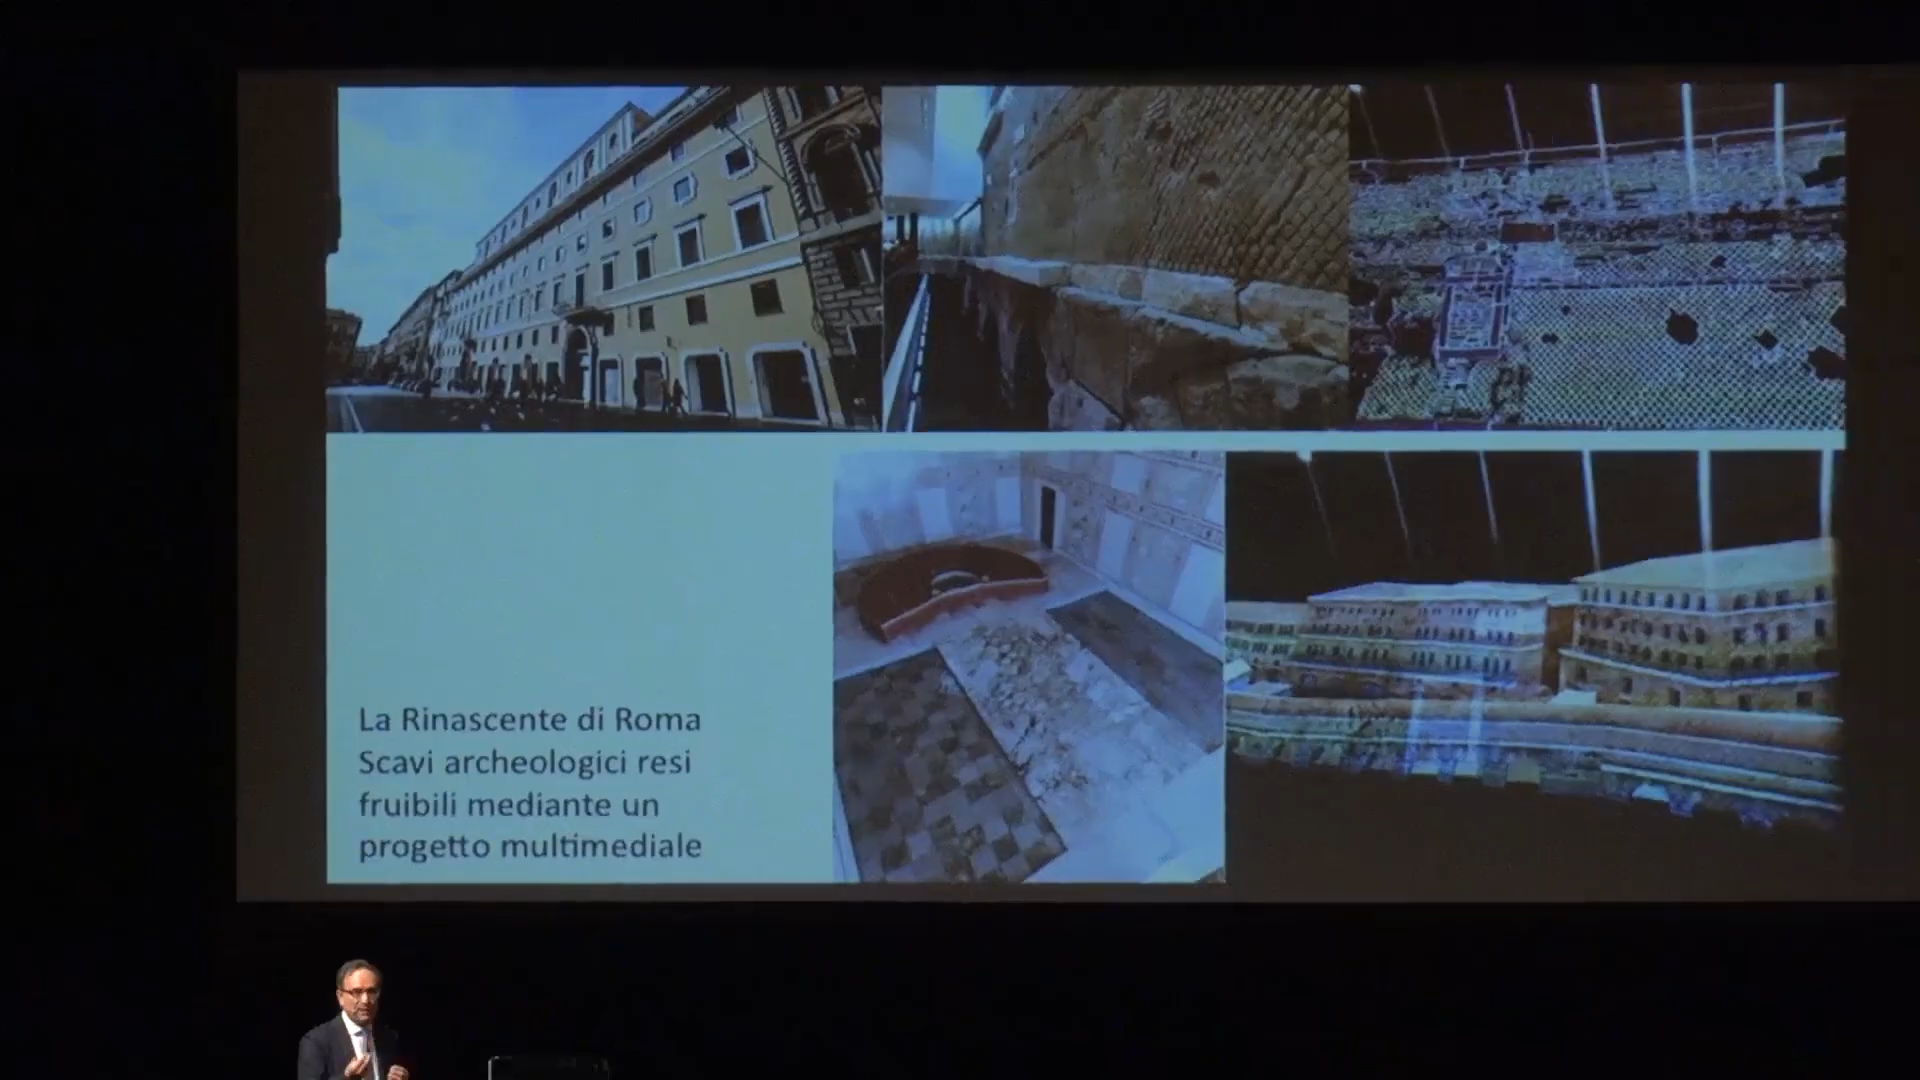 La Rinascente di Roma
Scavi archeologici resi
fruibili mediante un
progetto multimediale